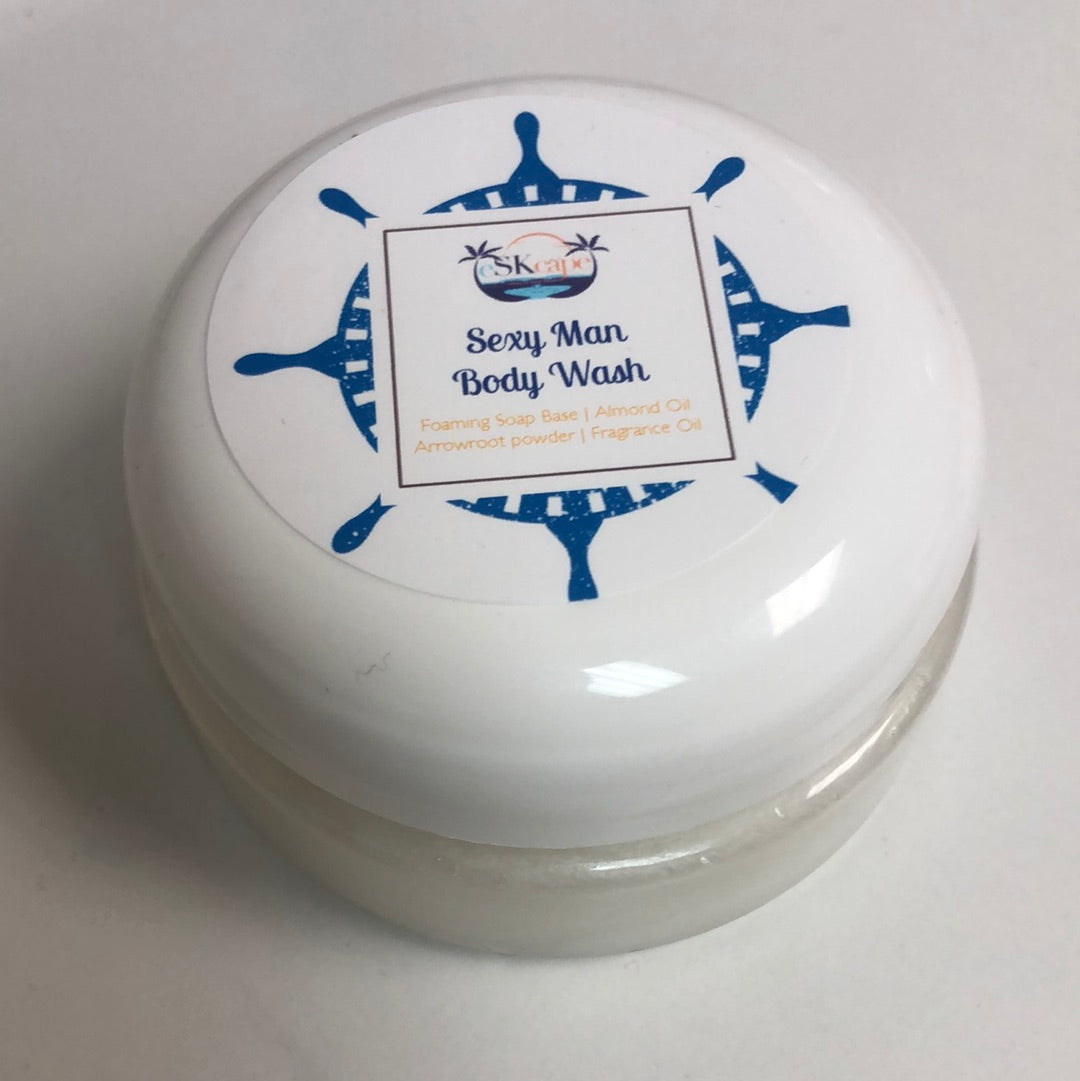 eSKcape
Sexy Man
Body Wash
Foaming Soap Base | Almond Oil
Arrowroot powder | Fragrance Oil